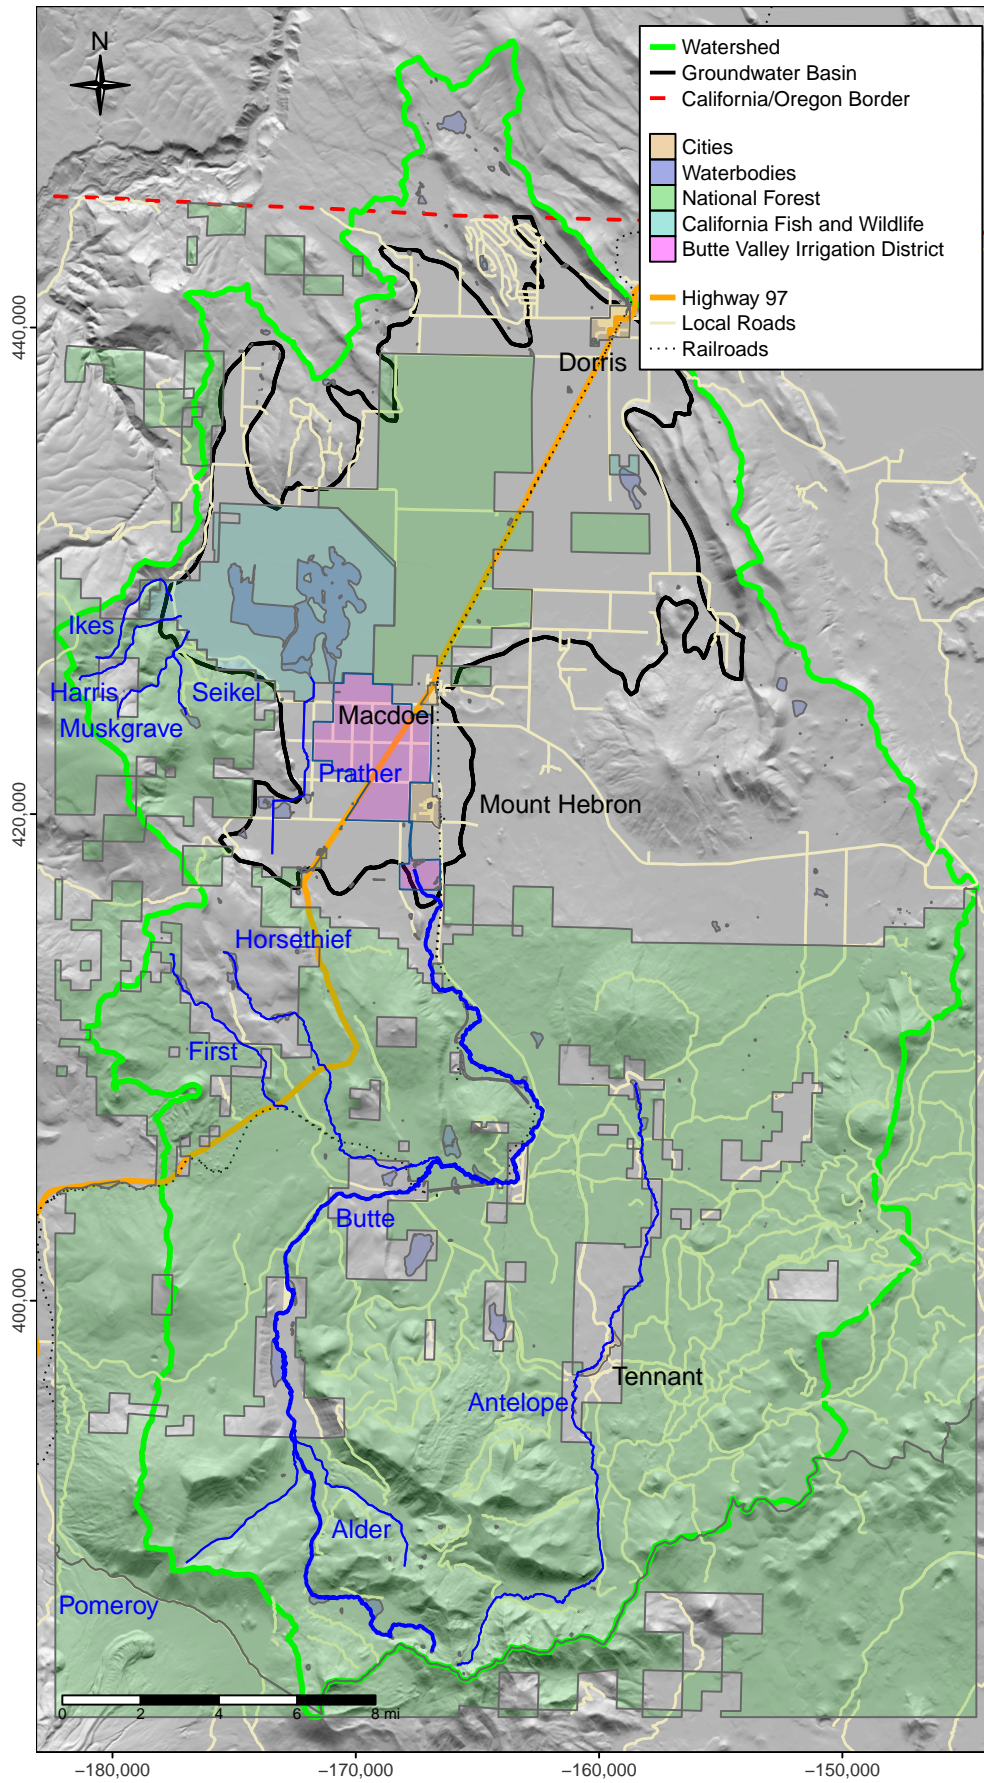 N
Watershed
Groundwater Basin
California/Oregon Border
Cities
Waterbodies
National Forest
California Fish and Wildlife
Butte Valley Irrigation District
Highway 97
Local Roads
Railroads
440,000
Dorris
Ikes
Harris
Seikel
Muskgrave
Macdoel
Prather
Mount Hebron
420,000
Horsethief
First
Butte
400,000
Tennant
Antelope
Alder
Pomeroy
0 2 4 6 8 mi
−180,000 −170,000 −160,000 −150,000